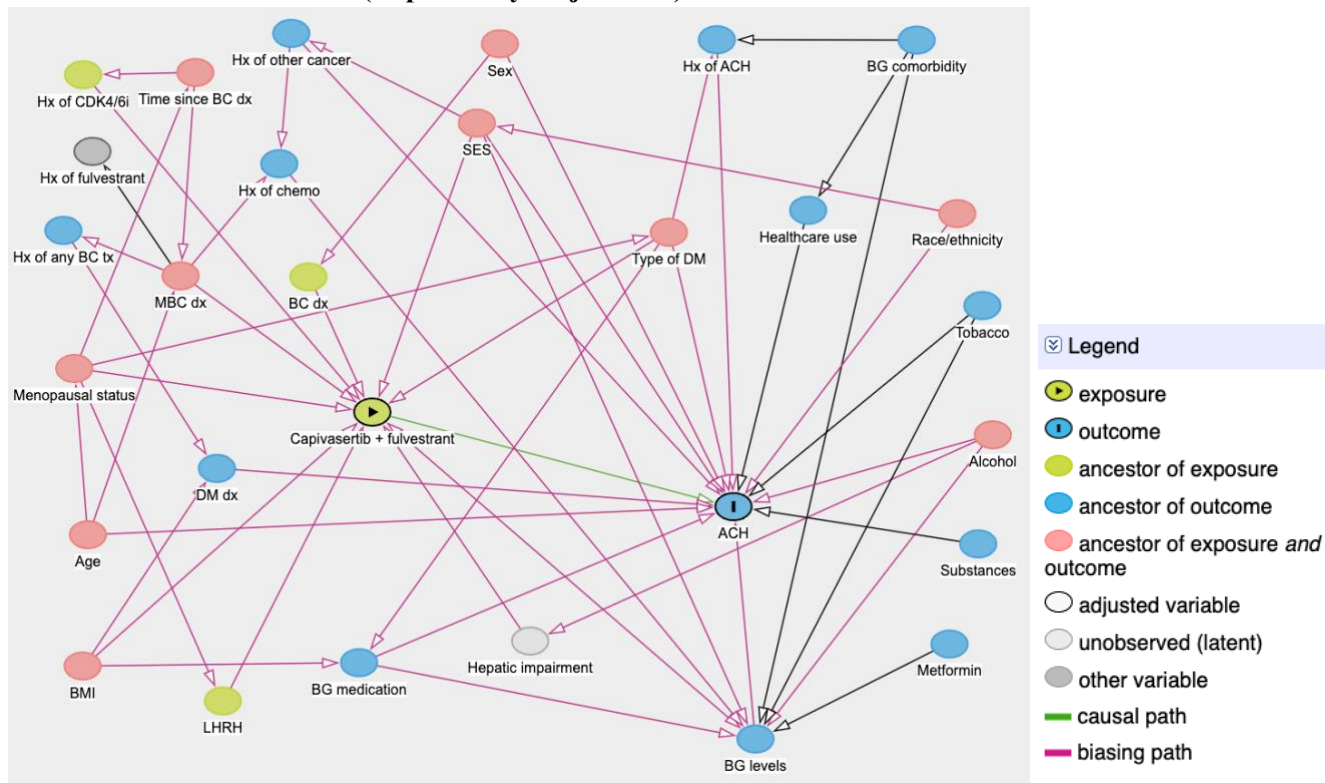 Hx of other cancer
Sex
Hx of ACH
BG comorbidity
Hx of CDK4/6i
Time since BC dx
SES
Hx of fulvestrant
Hx of chemo
Healthcare use
Race/ethnicity
Hx of any BC tx
Type of DM
MBC dx
BC dx
Tobacco
Menopausal status
Capivasertib + fulvestrant
Alcohol
DM dx
ACH
Age
Substances
Hepatic impairment
BMI
BG medication
Metformin
LHRH
BG levels
Legend
exposure
outcome
ancestor of exposure
ancestor of outcome
ancestor of exposure and
outcome
adjusted variable
unobserved (latent)
other variable
causal path
biasing path